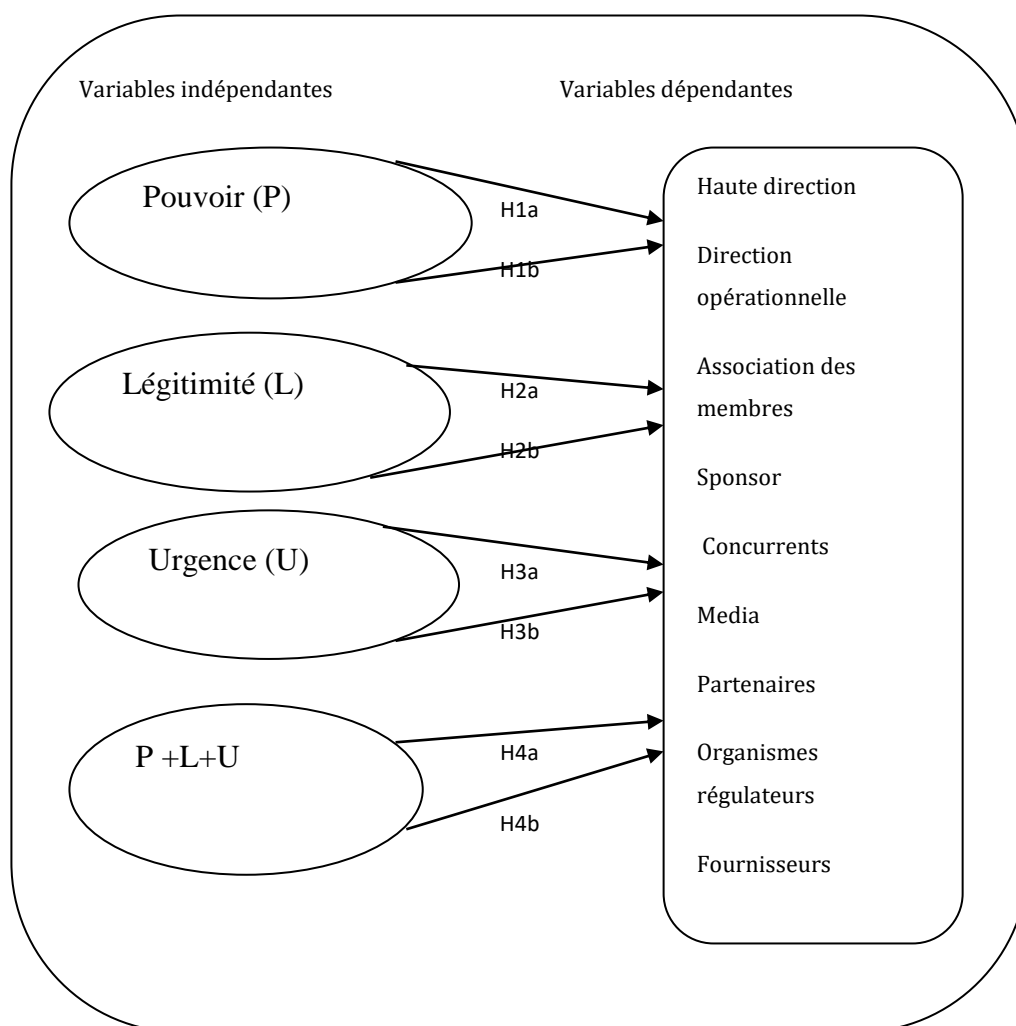 Variables indépendantes
Variables dépendantes
Pouvoir (P)
H1a
H1b
Légitimité (L)
H2a
H2b
Urgence (U)
H3a
H3b
P +L+U
H4a
H4b
Haute direction
Direction
opérationnelle
Association des
membres
Sponsor
Concurrents
Media
Partenaires
Organismes
régulateurs
Fournisseurs